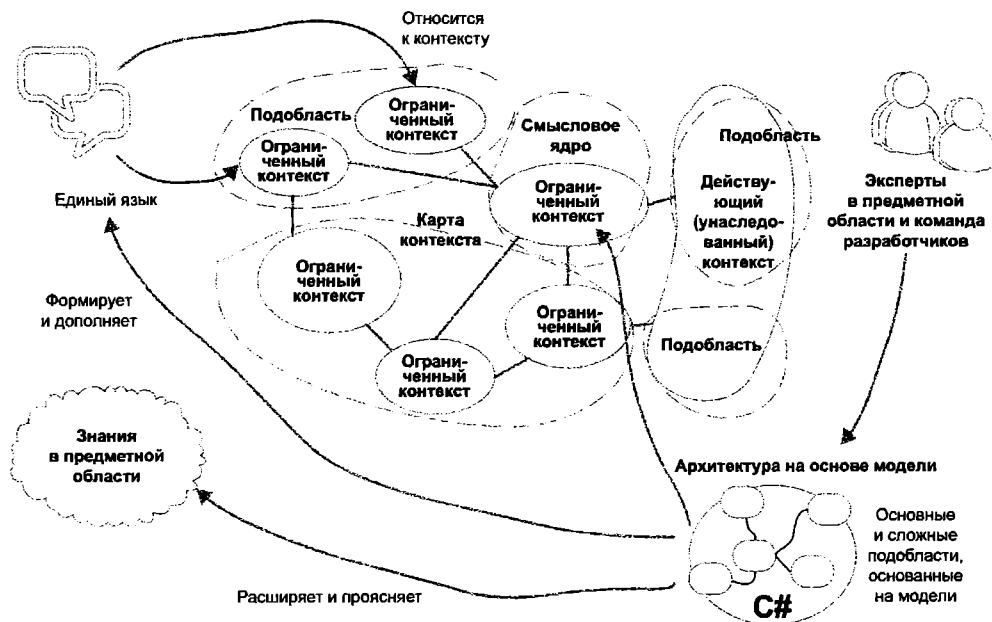 Относится
к контексту
Подобласть
Ограни-
ченный
контекст
Ограни-
ченный
контекст
Смысловое
ядро
Ограни-
ченный
контекст
Подобласть
Действу-
ющий
(унаследо-
ванный)
контекст
Эксперты
в предметной
области и команда
разработчиков
Единый язык
Карта
контекста
Ограни-
ченный
контекст
Ограни-
ченный
контекст
Ограни-
ченный
контекст
Подобласть
Формирует
и дополняет
Знания
в предметной
области
Архитектура на основе модели
Основные
и сложные
подобласти,
основанные
на модели
C#
Расширяет и проясняет